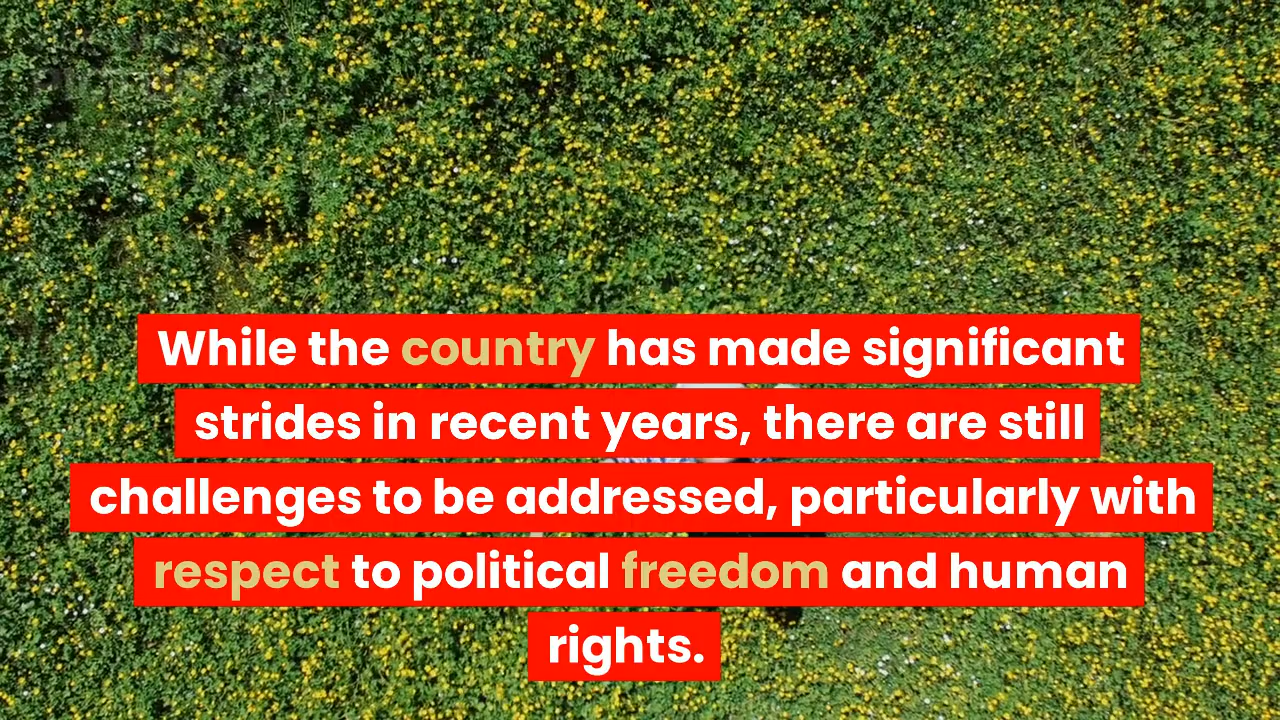 While the country has made significant
strides in recent years, there are still
challenges to be addressed, particularly with
respect to political freedom and human
rights.